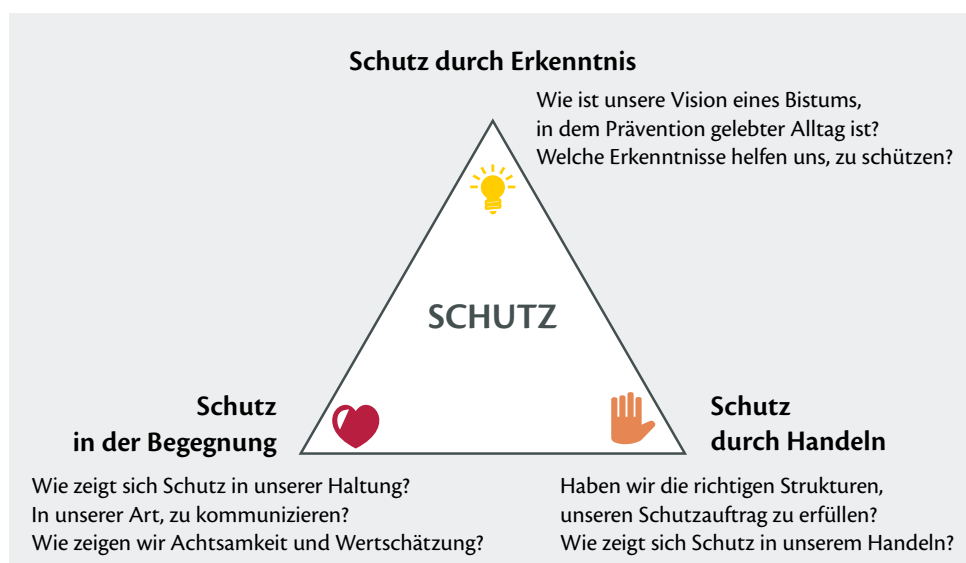 Schutz durch Erkenntnis
Wie ist unsere Vision eines Bistums,
in dem Prävention gelebter Alltag ist?
Welche Erkenntnisse helfen uns, zu schützen?
SCHUTZ
Schutz
in der Begegnung
Wie zeigt sich Schutz in unserer Haltung?
In unserer Art, zu kommunizieren?
Wie zeigen wir Achtsamkeit und Wertschätzung?
Schutz
durch Handeln
Haben wir die richtigen Strukturen,
unseren Schutzauftrag zu erfüllen?
Wie zeigt sich Schutz in unserem Handeln?